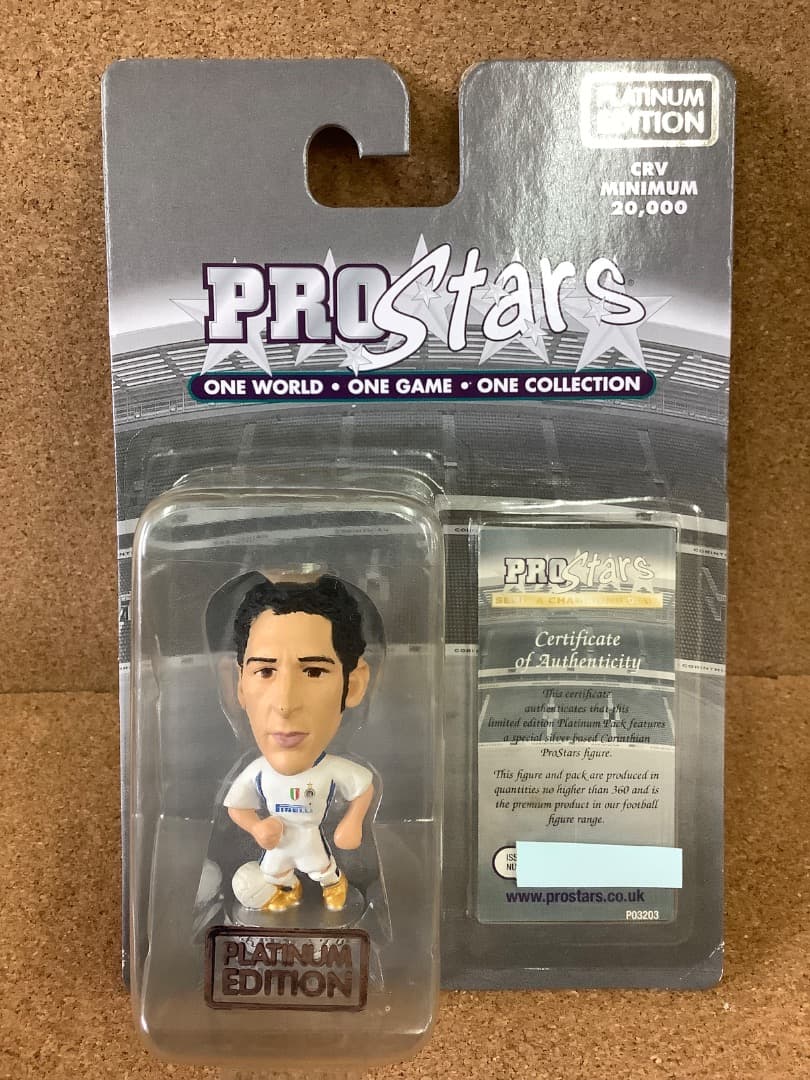 PLATINUM
EDITION
CRV
MINIMUM
20,000
PROStars
ONE WORLD • ONE GAME • ONE COLLECTION
PROStars
Certificate
of Authenticity
This certificate
authenticates that this
limited edition Platinum Pack features
a special silver based Corinthian
ProStars figure.
This figure and pack are produced in
quantities no higher than 360 and is
the premium product in our football
figure range.
PIRELLI
www.prostars.co.uk
P03203
PLATINUM
EDITION